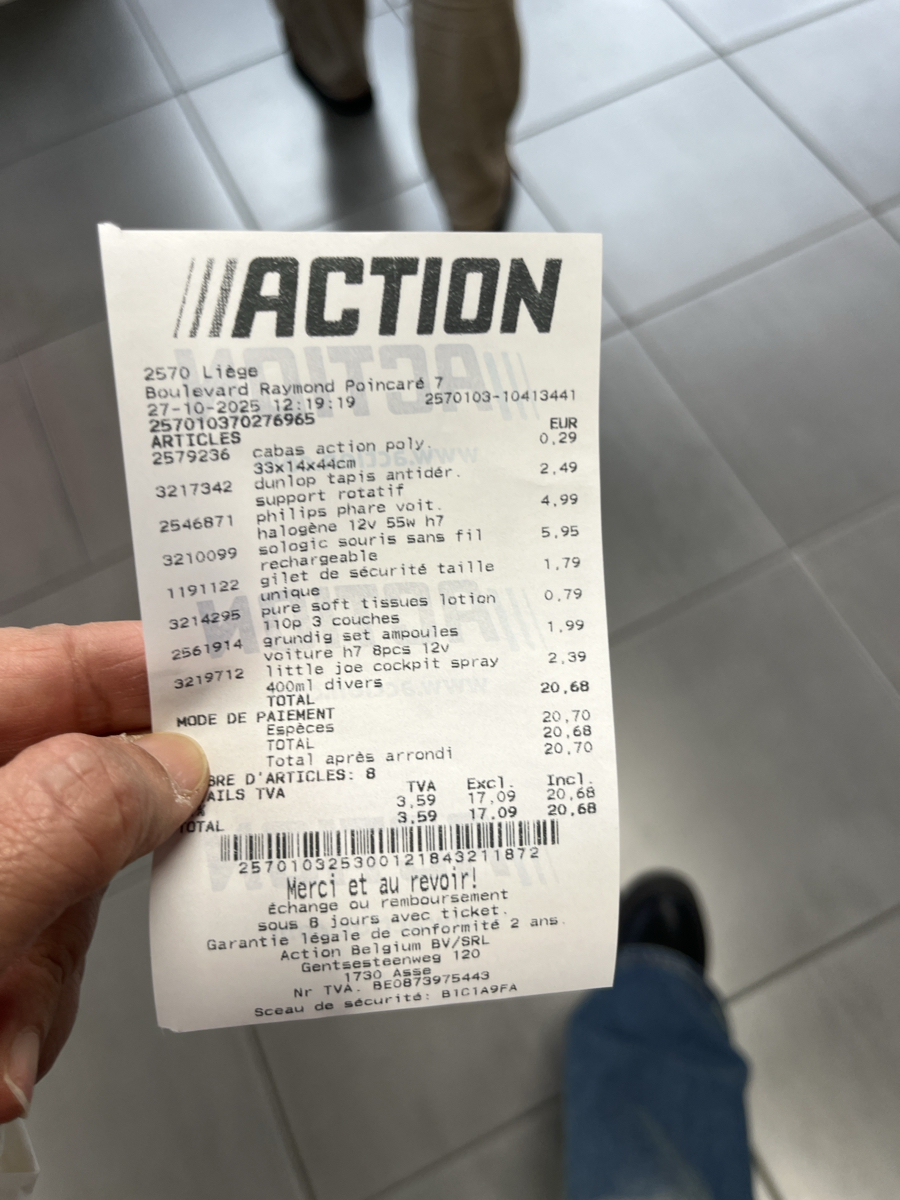 ACTION
2570 Liège
Boulevard Raymond Poincaré 7
27-10-2025 12:19:19 2570103-10413441
257010370276965
ARTICLES EUR
2579236 cabas action poly. 0,29
33x14x44cm
3217342 dunlop tapis antidér. 2,49
support rotatif
2546871 philips phare voit. 4,99
halogène 12v 55w h7
3210099 sologic souris sans fil 5,95
rechargeable
1191122 gilet de sécurité taille 1,79
unique
3214295 pure soft tissues lotion 0,79
110p 3 couches
2561914 grundig set ampoules 1,99
voiture h7 8pcs 12v
3219712 little joe cockpit spray 2,39
400ml divers
TOTAL 20,68
MODE DE PAIEMENT
Espèces 20,70
TOTAL 20,68
Total après arrondi 20,70
BRE D'ARTICLES: 8
AILS TVA TVA Excl. Incl.
% 3,59 17,09 20,68
TOTAL 3,59 17,09 20,68
257010325300121843211872
Merci et au revoir!
Échange ou remboursement
sous 8 jours avec ticket.
Garantie légale de conformité 2 ans.
Action Belgium BV/SRL
Gentsesteenweg 120
1730 Asse
Nr TVA. BE0873975443
Sceau de sécurité: B1C1A9FA